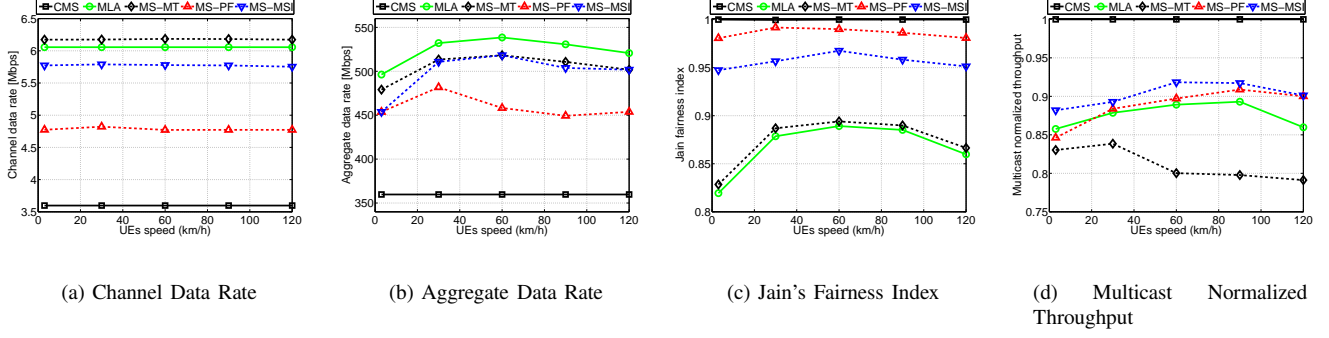 CMS MLA MS−MT MS−PF MS−MSI
6.5
6
5.5
5
4.5
4
3.5
Channel data rate [Mbps]
0 20 40 60 80 100 120
UEs speed (km/h)
(a) Channel Data Rate
CMS MLA MS−MT MS−PF MS−MSI
550
500
450
400
350
Aggregate data rate [Mbps]
0 20 40 60 80 100 120
UEs speed (km/h)
(b) Aggregate Data Rate
CMS MLA MS−MT MS−PF MS−MSI
1
0.95
0.9
0.85
0.8
Jain fairness index
0 20 40 60 80 100 120
UEs speed (km/h)
(c) Jain's Fairness Index
CMS MLA MS−MT MS−PF MS−MSI
1
0.95
0.9
0.85
0.8
0.75
Multicast normalized throughput
0 20 40 60 80 100 120
UEs speed (km/h)
(d) Multicast Normalized
Throughput